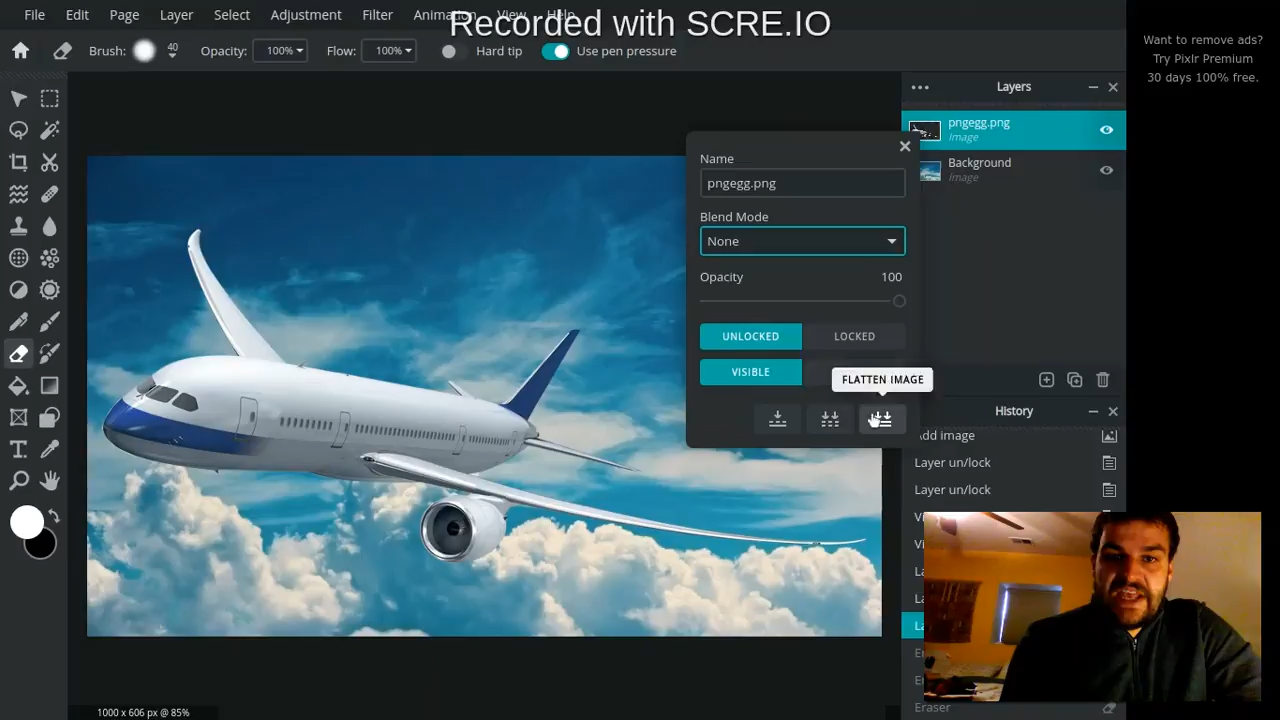 File Edit Page Layer Select Adjustment Filter Animation View Help
Recorded with SCRE.IO
Brush: 40 Opacity: 100% Flow: 100% Hard tip Use pen pressure
Want to remove ads?
Try Pixlr Premium
30 days 100% free.
Layers
pngegg.png
Image
Background
Image
Name
pngegg.png
Blend Mode
None
Opacity 100
UNLOCKED LOCKED
VISIBLE
FLATTEN IMAGE
History
Add image
Layer un/lock
Layer un/lock
Eraser
1000 x 606 px @ 85%